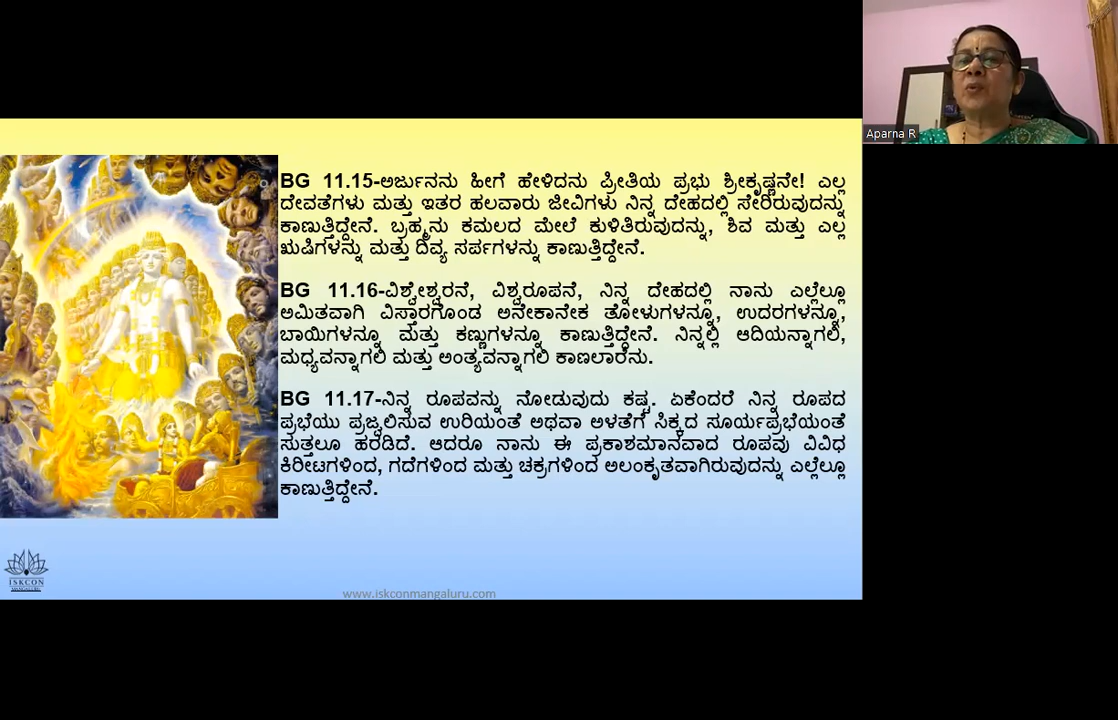 Aparna R
BG 11.15-ಅರ್ಜುನನು ಹೀಗೆ ಹೇಳಿದನು ಪ್ರೀತಿಯ ಪ್ರಭು ಶ್ರೀಕೃಷ್ಣನೇ! ಎಲ್ಲ
ದೇವತೆಗಳು ಮತ್ತು ಇತರ ಹಲವಾರು ಜೀವಿಗಳು ನಿನ್ನ ದೇಹದಲ್ಲಿ ಸೇರಿರುವುದನ್ನು
ಕಾಣುತ್ತಿದ್ದೇನೆ. ಬ್ರಹ್ಮನು ಕಮಲದ ಮೇಲೆ ಕುಳಿತಿರುವುದನ್ನು, ಶಿವ ಮತ್ತು ಎಲ್ಲ
ಋಷಿಗಳನ್ನು ಮತ್ತು ದಿವ್ಯ ಸರ್ಪಗಳನ್ನು ಕಾಣುತ್ತಿದ್ದೇನೆ.
BG 11.16-ವಿಶ್ವೇಶ್ವರನೆ, ವಿಶ್ವರೂಪನೆ, ನಿನ್ನ ದೇಹದಲ್ಲಿ ನಾನು ಎಲ್ಲೆಲ್ಲೂ
ಅಮಿತವಾಗಿ ವಿಸ್ತಾರಗೊಂಡ ಅನೇಕಾನೇಕ ತೋಳುಗಳನ್ನೂ, ಉದರಗಳನ್ನೂ,
ಬಾಯಿಗಳನ್ನೂ ಮತ್ತು ಕಣ್ಣುಗಳನ್ನೂ ಕಾಣುತ್ತಿದ್ದೇನೆ. ನಿನ್ನಲ್ಲಿ ಆದಿಯನ್ನಾಗಲಿ,
ಮಧ್ಯವನ್ನಾಗಲಿ ಮತ್ತು ಅಂತ್ಯವನ್ನಾಗಲಿ ಕಾಣಲಾರೆನು.
BG 11.17-ನಿನ್ನ ರೂಪವನ್ನು ನೋಡುವುದು ಕಷ್ಟ. ಏಕೆಂದರೆ ನಿನ್ನ ರೂಪದ
ಪ್ರಭೆಯು ಪ್ರಜ್ವಲಿಸುವ ಉರಿಯಂತೆ ಅಥವಾ ಅಳತೆಗೆ ಸಿಕ್ಕದ ಸೂರ್ಯಪ್ರಭೆಯಂತೆ
ಸುತ್ತಲೂ ಹರಡಿದೆ. ಆದರೂ ನಾನು ಈ ಪ್ರಕಾಶಮಾನವಾದ ರೂಪವು ವಿವಿಧ
ಕಿರೀಟಗಳಿಂದ, ಗದೆಗಳಿಂದ ಮತ್ತು ಚಕ್ರಗಳಿಂದ ಅಲಂಕೃತವಾಗಿರುವುದನ್ನು ಎಲ್ಲೆಲ್ಲೂ
ಕಾಣುತ್ತಿದ್ದೇನೆ.
ISKCON
MANGALURU
www.iskconmangaluru.com